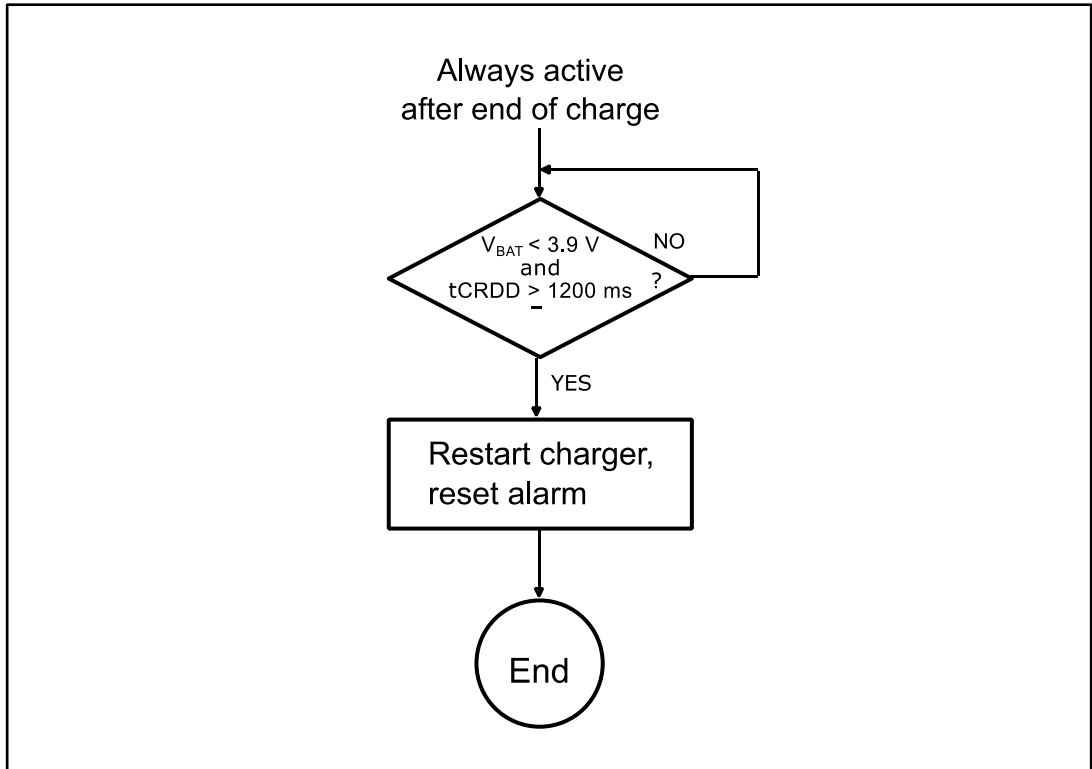 Always active
after end of charge
V_BAT < 3.9 V
NO
and
tCRDD ≥ 1200 ms ?
YES
Restart charger,
reset alarm
End